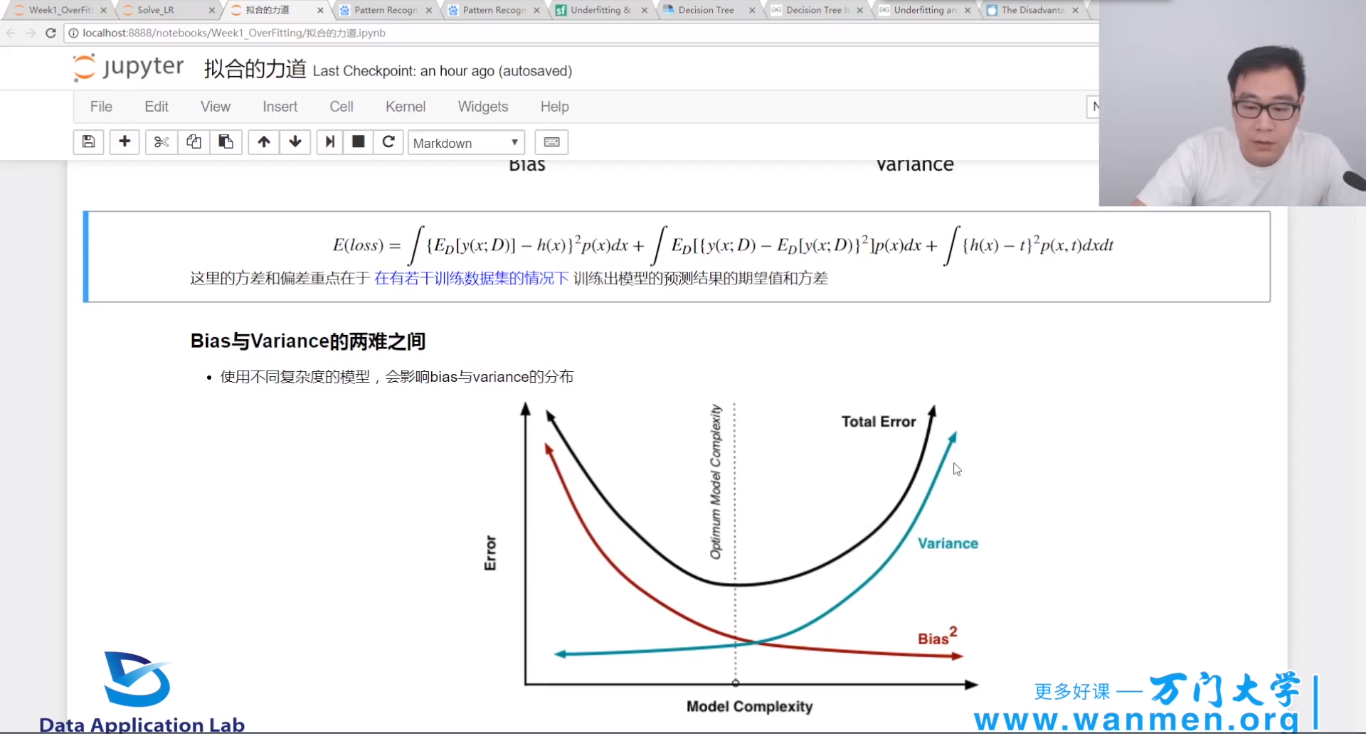 Week1_OverFitt
Solve_LR
拟合的力道
Pattern Recogn
Pattern Recogn
Underfitting &
Decision Tree
Decision Tree I
Underfitting an
The Disadvanta
localhost:8888/notebooks/Week1_OverFitting/拟合的力道.ipynb
jupyter 拟合的力道 Last Checkpoint: an hour ago (autosaved)
File Edit View Insert Cell Kernel Widgets Help
Markdown
Bias Variance
E(loss) = ∫{E_D[y(x; D)] − h(x)}²p(x)dx + ∫E_D[{y(x; D) − E_D[y(x; D)}²]p(x)dx + ∫{h(x) − t}²p(x, t)dxdt
这里的方差和偏差重点在于 在有若干训练数据集的情况下 训练出模型的预测结果的期望值和方差
Bias与Variance的两难之间
• 使用不同复杂度的模型，会影响bias与variance的分布
Total Error
Optimum Model Complexity
Error
Variance
Bias²
Model Complexity
Data Application Lab
更多好课 — 万门大学
www.wanmen.org